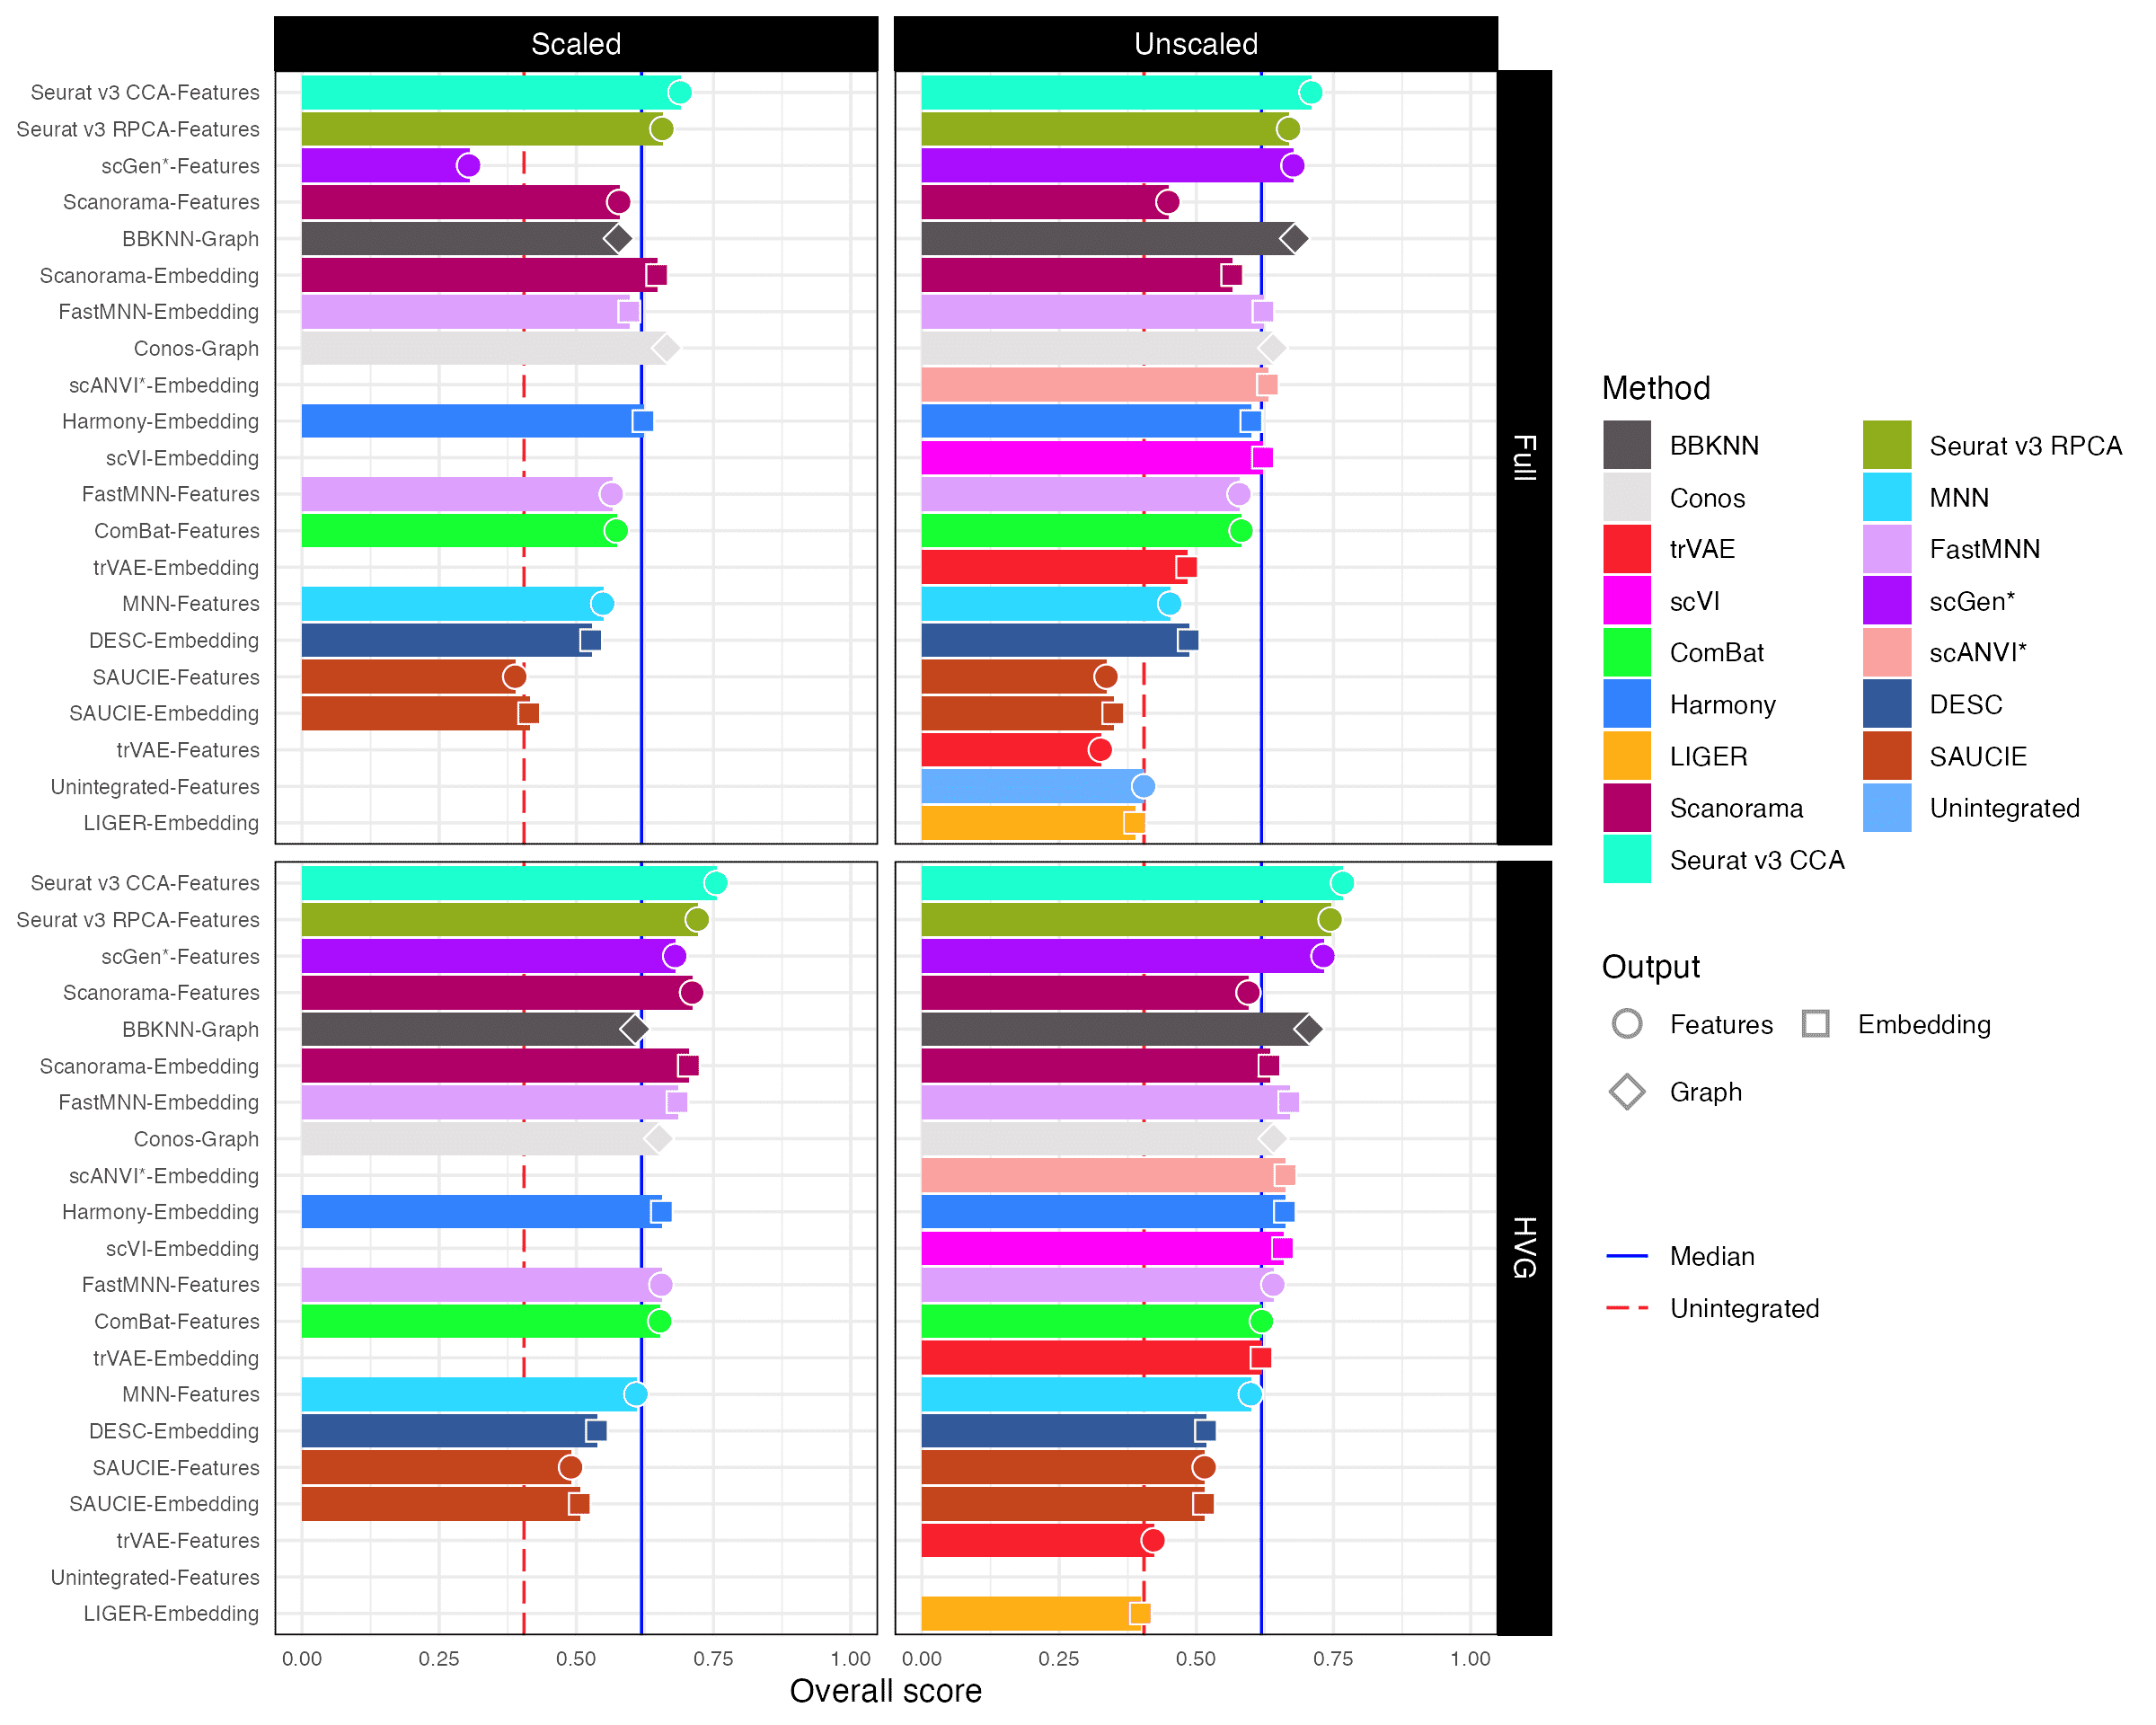 Scaled
Unscaled
Seurat v3 CCA-Features
Seurat v3 RPCA-Features
scGen*-Features
Scanorama-Features
BBKNN-Graph
Scanorama-Embedding
FastMNN-Embedding
Conos-Graph
scANVI*-Embedding
Harmony-Embedding
scVI-Embedding
FastMNN-Features
ComBat-Features
trVAE-Embedding
MNN-Features
DESC-Embedding
SAUCIE-Features
SAUCIE-Embedding
trVAE-Features
Unintegrated-Features
LIGER-Embedding
Full
Seurat v3 CCA-Features
Seurat v3 RPCA-Features
scGen*-Features
Scanorama-Features
BBKNN-Graph
Scanorama-Embedding
FastMNN-Embedding
Conos-Graph
scANVI*-Embedding
Harmony-Embedding
scVI-Embedding
FastMNN-Features
ComBat-Features
trVAE-Embedding
MNN-Features
DESC-Embedding
SAUCIE-Features
SAUCIE-Embedding
trVAE-Features
Unintegrated-Features
LIGER-Embedding
HVG
0.00 0.25 0.50 0.75 1.00 0.00 0.25 0.50 0.75 1.00
Overall score
Method
BBKNN
Conos
trVAE
scVI
ComBat
Harmony
LIGER
Scanorama
Seurat v3 CCA
Seurat v3 RPCA
MNN
FastMNN
scGen*
scANVI*
DESC
SAUCIE
Unintegrated
Output
Features Embedding
Graph
Median
Unintegrated